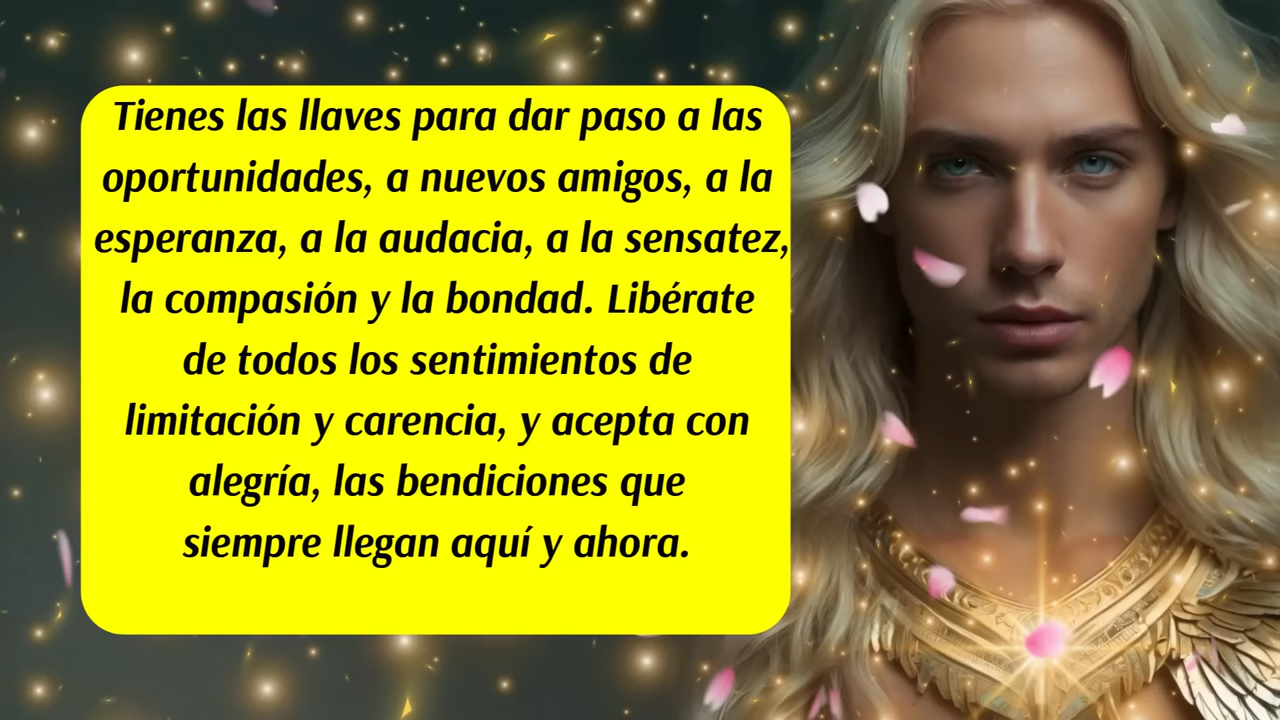 Tienes las llaves para dar paso a las
oportunidades, a nuevos amigos, a la
esperanza, a la audacia, a la sensatez,
la compasión y la bondad. Libérate
de todos los sentimientos de
limitación y carencia, y acepta con
alegría, las bendiciones que
siempre llegan aquí y ahora.